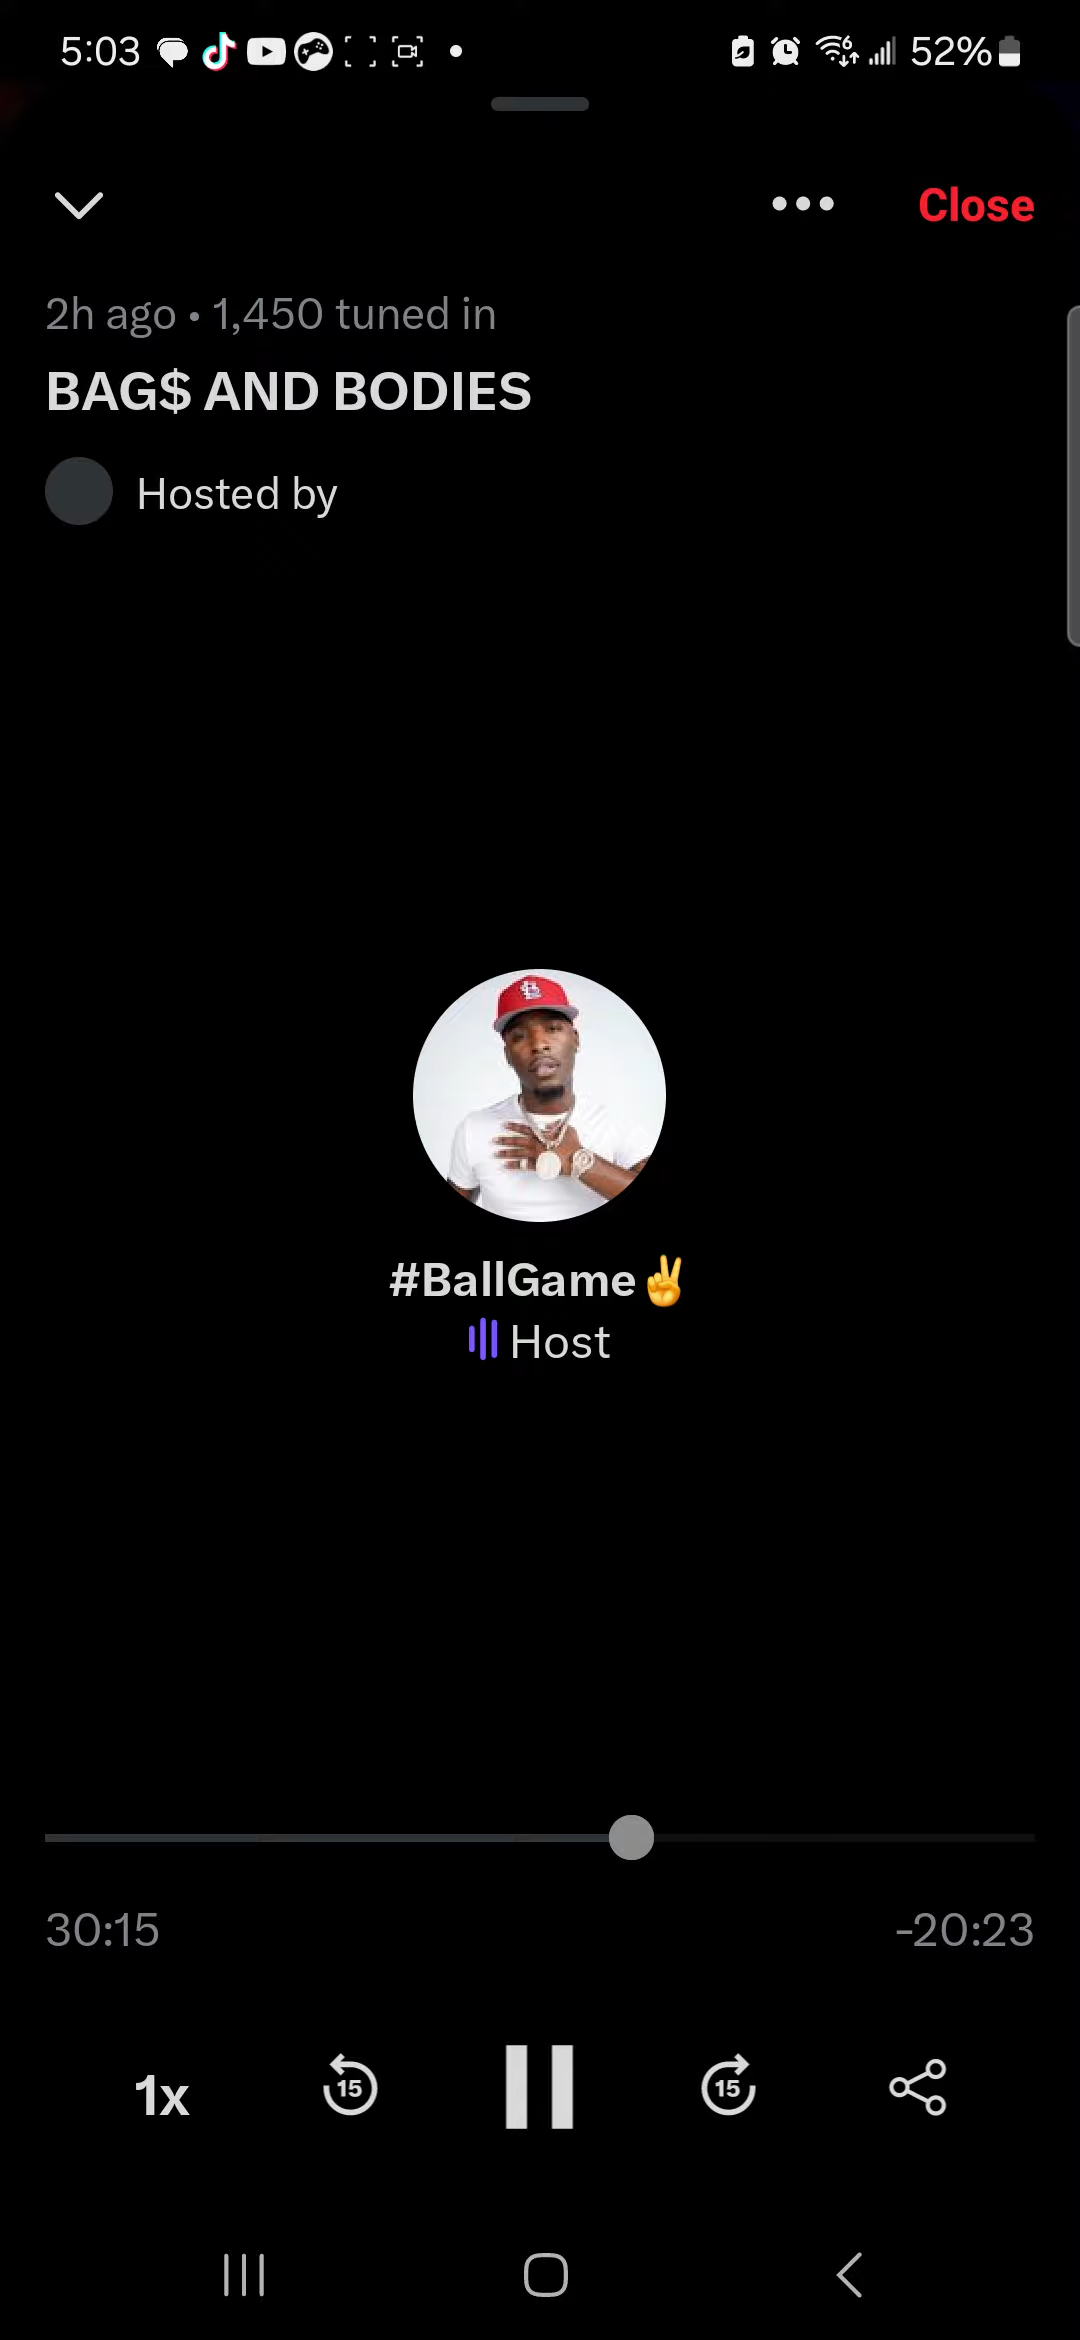 5:03 52%
Close
2h ago • 1,450 tuned in
BAG$ AND BODIES
Hosted by
#BallGame✌
Host
30:15 -20:23
1x 15 15